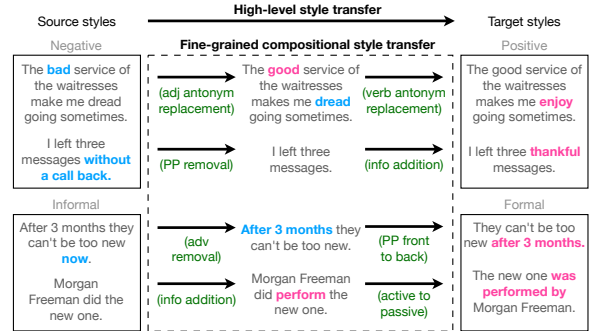 High-level style transfer
Source styles
Target styles
Negative
Fine-grained compositional style transfer
Positive
The bad service of
the waitresses
make me dread
going sometimes.
(adj antonym
replacement)
The good service of
the waitresses
makes me dread
going sometimes.
(verb antonym
replacement)
The good service of
the waitresses
makes me enjoy
going sometimes.
I left three
messages without
a call back.
(PP removal)
I left three
messages.
(info addition)
I left three thankful
messages.
Informal
Formal
After 3 months they
can't be too new
now.
(adv
removal)
After 3 months they
can't be too new.
(PP front
to back)
They can't be too
new after 3 months.
Morgan
Freeman did the
new one.
(info addition)
Morgan Freeman
did perform the
new one.
(active to
passive)
The new one was
performed by
Morgan Freeman.